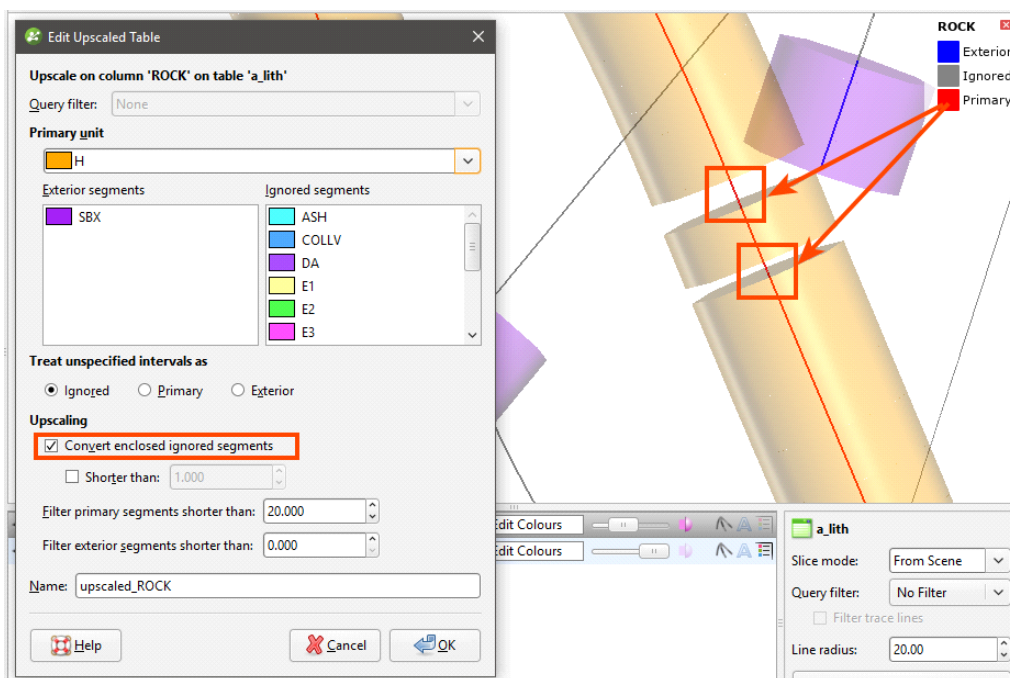 Edit Upscaled Table
Upscale on column 'ROCK' on table 'a_lith'
Query filter: None
Primary unit
H
Exterior segments Ignored segments
SBX
ASH
COLLV
DA
E1
E2
E3
Treat unspecified intervals as
Ignored Primary Exterior
Upscaling
Convert enclosed ignored segments
Shorter than: 1.000
Filter primary segments shorter than: 20.000
Filter exterior segments shorter than: 0.000
Name: upscaled_ROCK
Help Cancel OK
ROCK
Exterior
Ignored
Primary
Edit Colours
Edit Colours
a_lith
Slice mode: From Scene
Query filter: No Filter
Filter trace lines
Line radius: 20.00